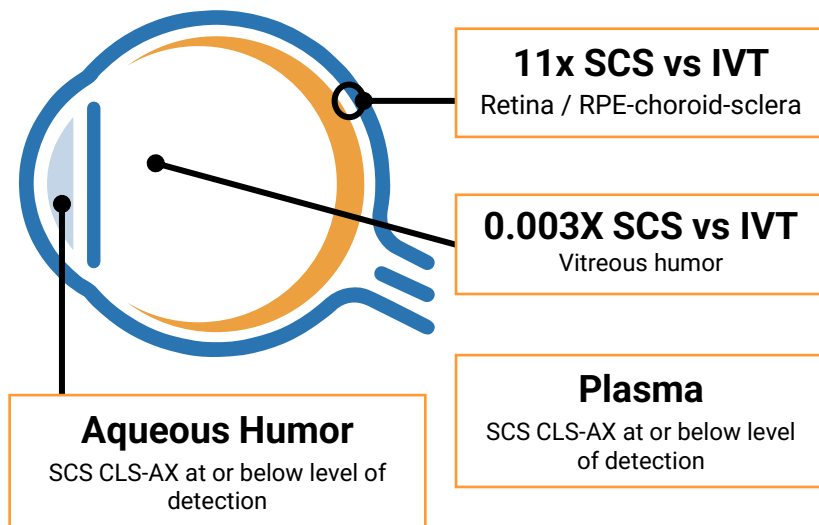 11x SCS vs IVT
Retina / RPE-choroid-sclera
0.003X SCS vs IVT
Vitreous humor
Plasma
SCS CLS-AX at or below level
of detection
Aqueous Humor
SCS CLS-AX at or below level of
detection